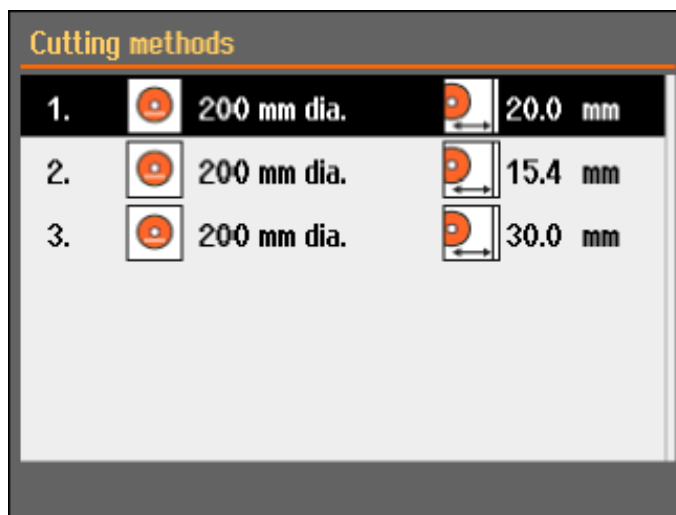 Cutting methods
1. 200 mm dia. 20.0 mm
2. 200 mm dia. 15.4 mm
3. 200 mm dia. 30.0 mm